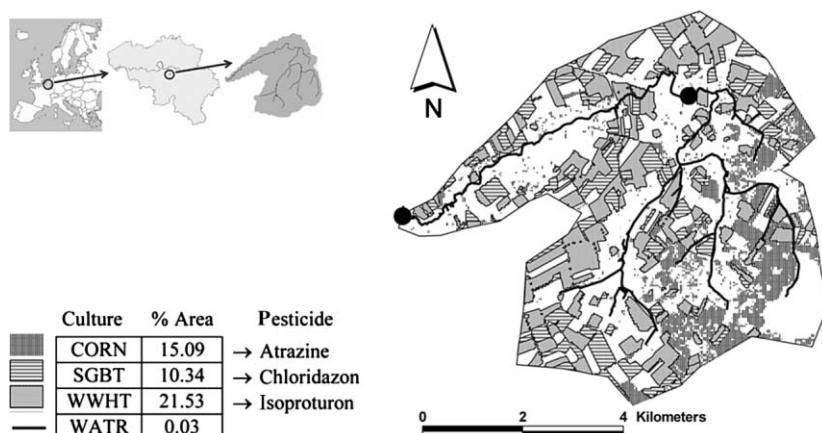 N
Culture % Area Pesticide
CORN 15.09 → Atrazine
SGBT 10.34 → Chloridazon
WWHT 21.53 → Isoproturon
WATR 0.03
0 2 4 Kilometers